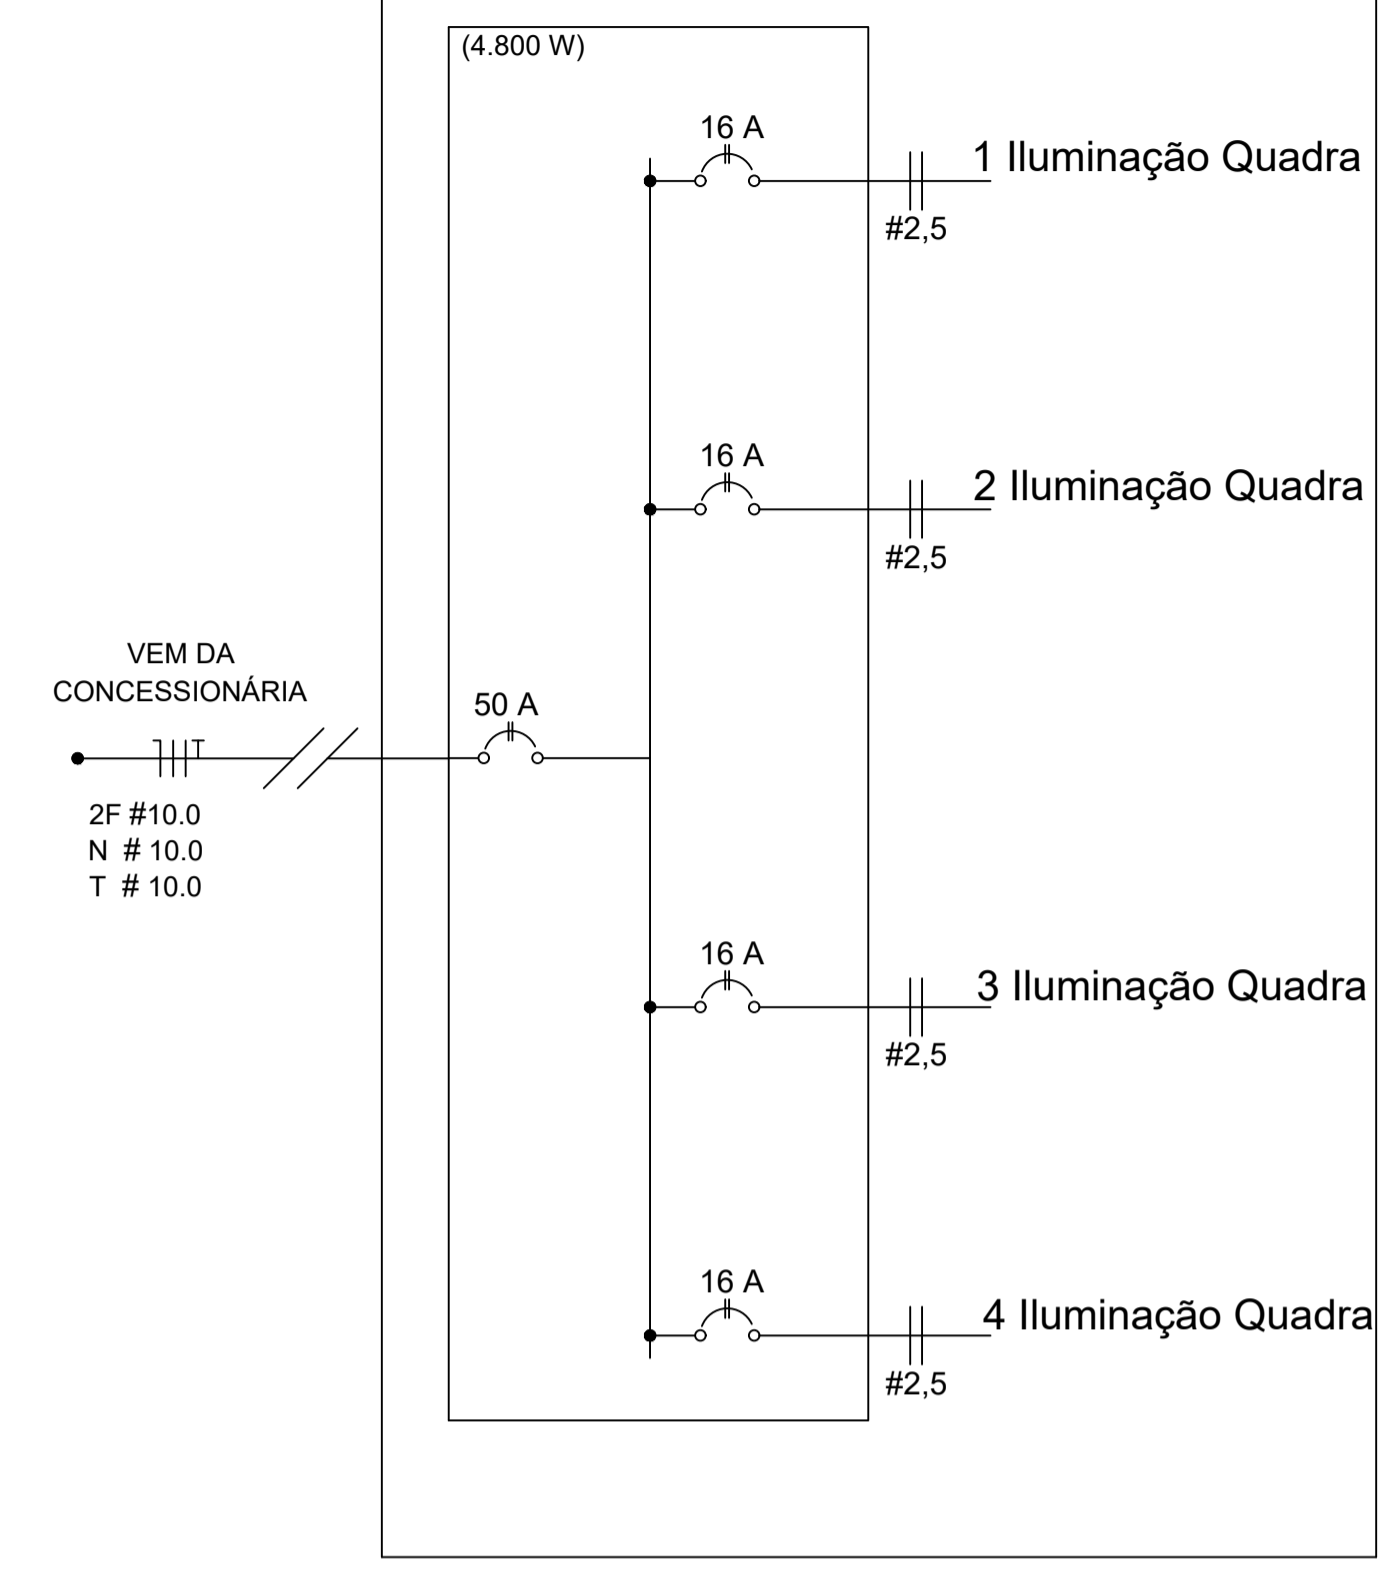 (4.800 W)
16 A
1 Iluminação Quadra
#2,5
16 A
2 Iluminação Quadra
#2,5
VEM DA
CONCESSIONÁRIA
50 A
2F #10.0
N # 10.0
T # 10.0
16 A
3 Iluminação Quadra
#2,5
16 A
4 Iluminação Quadra
#2,5